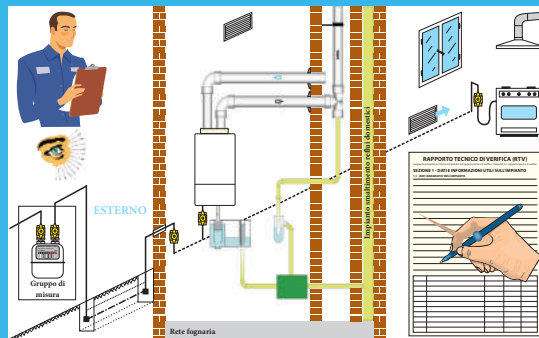 ESTERNO
Gruppo di
misura
Rete fognaria
Impianto smaltimento reflui domestici
RAPPORTO TECNICO DI VERIFICA (RTV)
SEZIONE 1 - DATI E INFORMAZIONI UTILI SULL'IMPIANTO